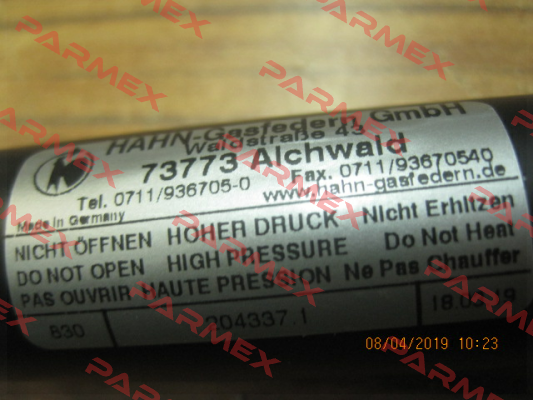 HAHN-Gasfedern GmbH
Waldstraße 43
73773 Aichwald
Tel. 0711/936705-0 Fax. 0711/93670540
Made in Germany www.hahn-gasfedern.de
NICHT ÖFFNEN HOHER DRUCK Nicht Erhitzen
DO NOT OPEN HIGH PRESSURE Do Not Heat
PAS OUVRIR HAUTE PRESSION Ne Pas Chauffer
830 204337.1
08/04/2019 10:23
PARMEX
PARMEX
PARMEX
PARMEX
PARMEX
PARMEX